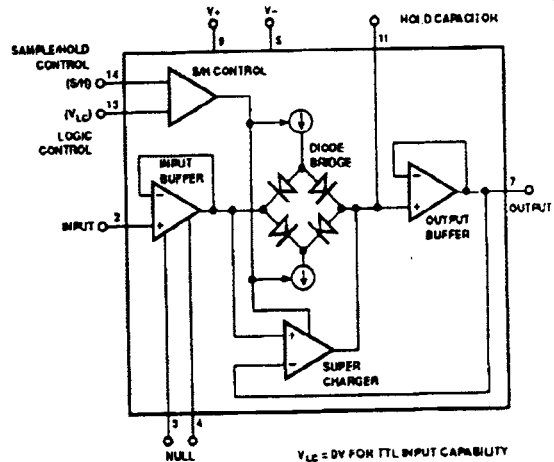 V+
V-
HOLD CAPACITOR
9
5
11
SAMPLE/HOLD
CONTROL
(S/H)
14
S/H CONTROL
(VLC)
13
LOGIC
CONTROL
INPUT
BUFFER
DIODE
BRIDGE
-
+
-
+
INPUT
2
7
OUTPUT
OUTPUT
BUFFER
+
-
SUPER
CHARGER
3
4
NULL
VLC = 0V FOR TTL INPUT CAPABILITY